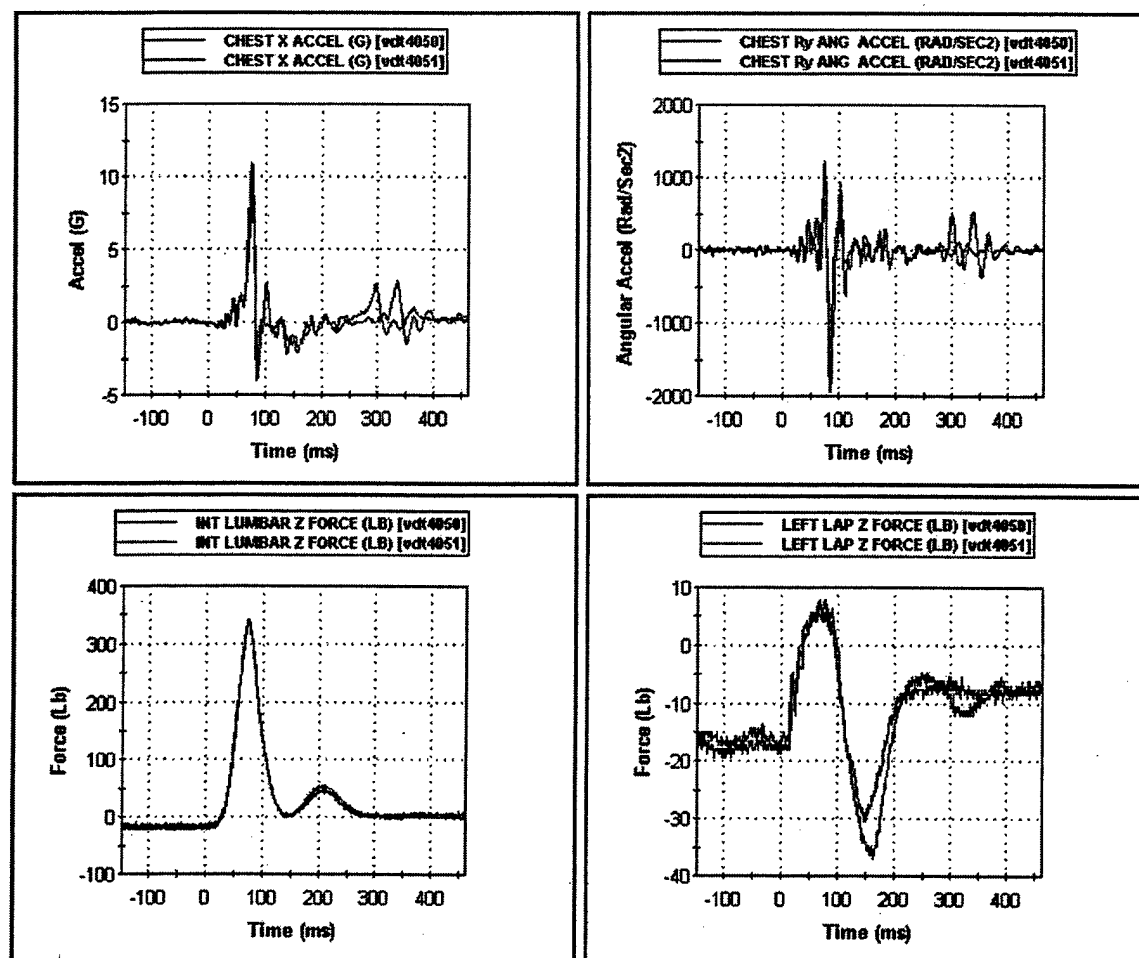 CHEST X ACCEL (G) [vdt4050]
CHEST X ACCEL (G) [vdt4051]
15
10
5
0
-5
Accel (G)
-100 0 100 200 300 400
Time (ms)
CHEST Ry ANG ACCEL (RAD/SEC2) [vdt4050]
CHEST Ry ANG ACCEL (RAD/SEC2) [vdt4051]
2000
1000
0
-1000
-2000
Angular Accel (Rad/Sec2)
-100 0 100 200 300 400
Time (ms)
INT LUMBAR Z FORCE (LB) [vdt4050]
INT LUMBAR Z FORCE (LB) [vdt4051]
400
300
200
100
0
-100
Force (Lb)
-100 0 100 200 300 400
Time (ms)
LEFT LAP Z FORCE (LB) [vdt4050]
LEFT LAP Z FORCE (LB) [vdt4051]
10
0
-10
-20
-30
-40
Force (Lb)
-100 0 100 200 300 400
Time (ms)